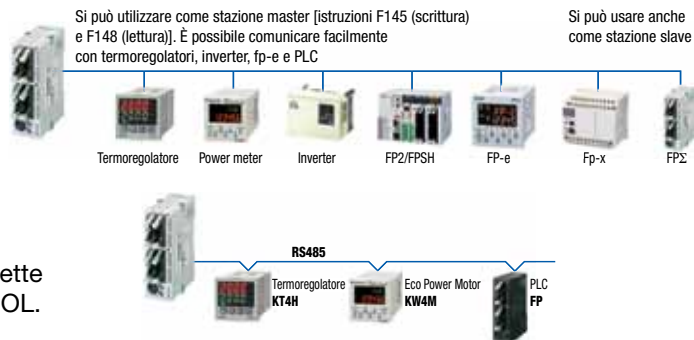 Si può utilizzare come stazione master [istruzioni F145 (scrittura)
e F148 (lettura)]. È possibile comunicare facilmente
con termoregolatori, inverter, fp-e e PLC
Si può usare anche
come stazione slave
Termoregolatore
Power meter
Inverter
FP2/FPSH
FP-e
Fp-x
FPΣ
ette
OL.
RS485
Termoregolatore
KT4H
Eco Power Motor
KW4M
PLC
FP